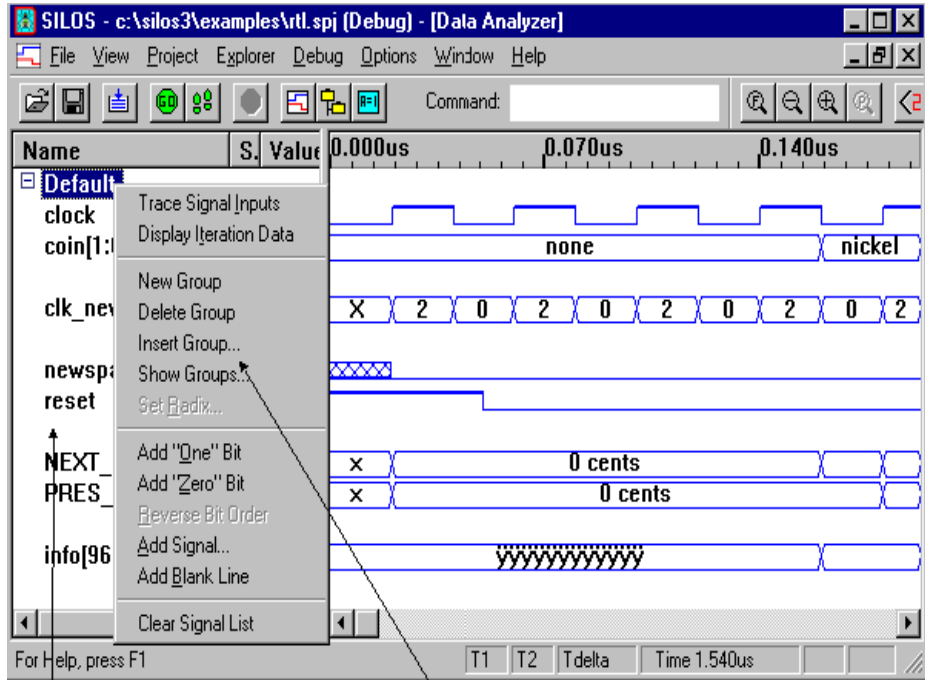 SILOS - c:\silos3\examples\rtl.spj (Debug) - [Data Analyzer]
File View Project Explorer Debug Options Window Help
GO Command:
Name S. Value 0.000us 0.070us 0.140us
Default
Trace Signal Inputs
clock
Display Iteration Data
coin[1: none nickel
New Group
clk_nev Delete Group X 2 0 2 0 2 0 2 0 2
Insert Group...
newspa Show Groups...
reset Set Radix...
NEXT_ Add "One" Bit x 0 cents
PRES_ Add "Zero" Bit x 0 cents
Reverse Bit Order
info[96 Add Signal... yyyyyyyyyyyy
Add Blank Line
Clear Signal List
For Help, press F1 T1 T2 Tdelta Time 1.540us